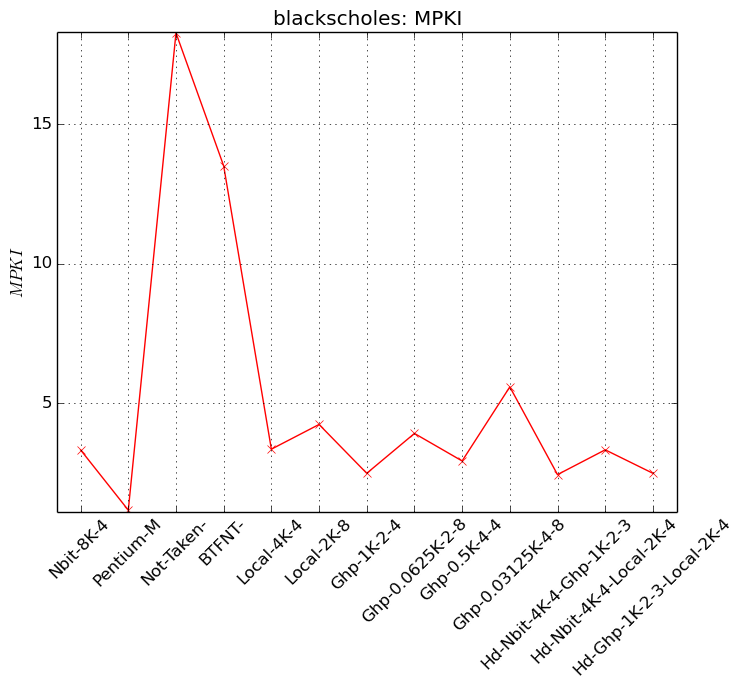 blackscholes: MPKI
15
10
5
MPKI
Nbit-8K-4
Pentium-M
Not-Taken-
BTFNT-
Local-4K-4
Local-2K-8
Ghp-1K-2-4
Ghp-0.0625K-2-8
Ghp-0.5K-4-4
Ghp-0.03125K-4-8
Hd-Nbit-4K-4-Ghp-1K-2-3
Hd-Nbit-4K-4-Local-2K-4
Hd-Ghp-1K-2-3-Local-2K-4